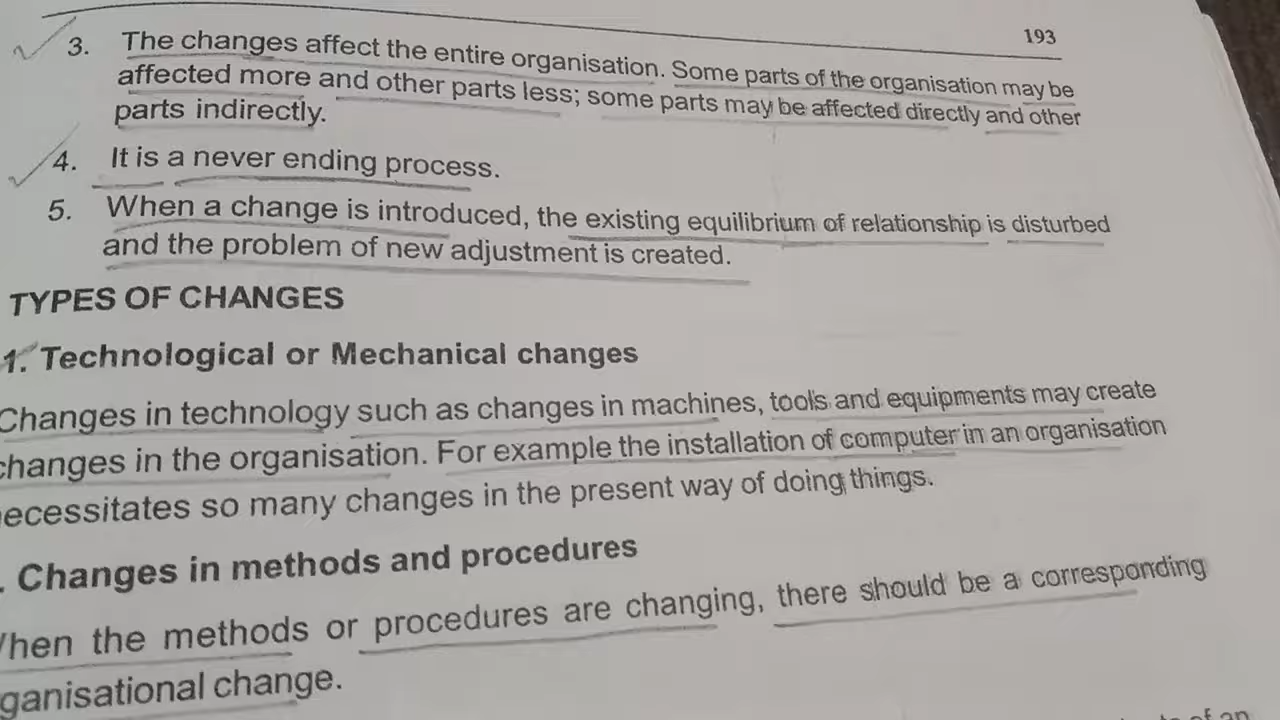 193
3. The changes affect the entire organisation. Some parts of the organisation may be
affected more and other parts less; some parts may be affected directly and other
parts indirectly.
4. It is a never ending process.
5. When a change is introduced, the existing equilibrium of relationship is disturbed
and the problem of new adjustment is created.
TYPES OF CHANGES
1. Technological or Mechanical changes
Changes in technology such as changes in machines, tools and equipments may create
changes in the organisation. For example the installation of computer in an organisation
necessitates so many changes in the present way of doing things.
. Changes in methods and procedures
When the methods or procedures are changing, there should be a corresponding
ganisational change.
of an